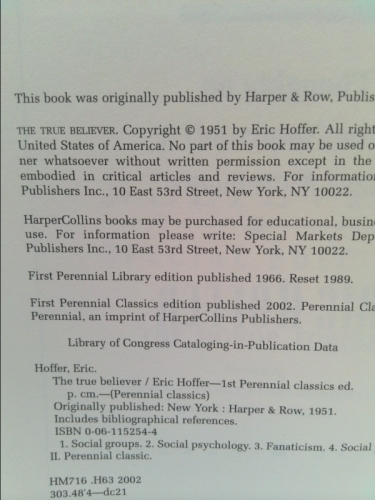 This book was originally published by Harper & Row, Publis
THE TRUE BELIEVER. Copyright © 1951 by Eric Hoffer. All right
United States of America. No part of this book may be used o
ner whatsoever without written permission except in the
embodied in critical articles and reviews. For information
Publishers Inc., 10 East 53rd Street, New York, NY 10022.
HarperCollins books may be purchased for educational, busin
use. For information please write: Special Markets Dep
Publishers Inc., 10 East 53rd Street, New York, NY 10022.
First Perennial Library edition published 1966. Reset 1989.
First Perennial Classics edition published 2002. Perennial Cla
Perennial, an imprint of HarperCollins Publishers.
Library of Congress Cataloging-in-Publication Data
Hoffer, Eric.
The true believer / Eric Hoffer—1st Perennial classics ed.
p. cm.—(Perennial classics)
Originally published: New York : Harper & Row, 1951.
Includes bibliographical references.
ISBN 0-06-115254-4
1. Social groups. 2. Social psychology. 3. Fanaticism. 4. Social
II. Perennial classic.
HM716 .H63 2002
303.48'4—dc21